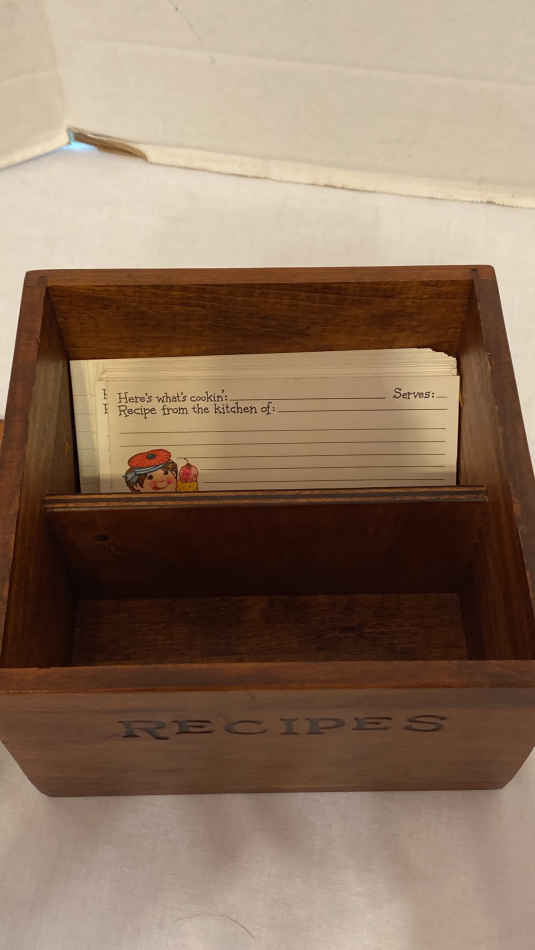 Here's what's cookin': Serves:
Recipe from the kitchen of:
RECIPES